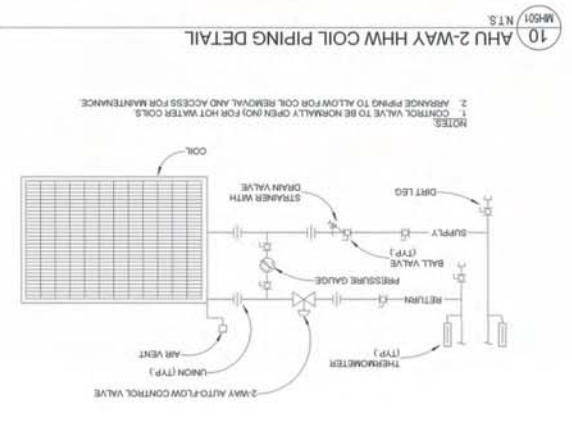 2-WAY AUTO-FLOW CONTROL VALVE
UNION (TYP.)
THERMOMETER
(TYP.)
AIR VENT
RETURN
PRESSURE GAUGE
BALL VALVE
(TYP.)
SUPPLY
DIRT LEG
STRAINER WITH
DRAIN VALVE
COIL
NOTES:
1. CONTROL VALVE TO BE NORMALLY OPEN (NO) FOR HOT WATER COILS.
2. ARRANGE PIPING TO ALLOW FOR COIL REMOVAL AND ACCESS FOR MAINTENANCE.
10 AHU 2-WAY HHW COIL PIPING DETAIL
MH501 N.T.S.